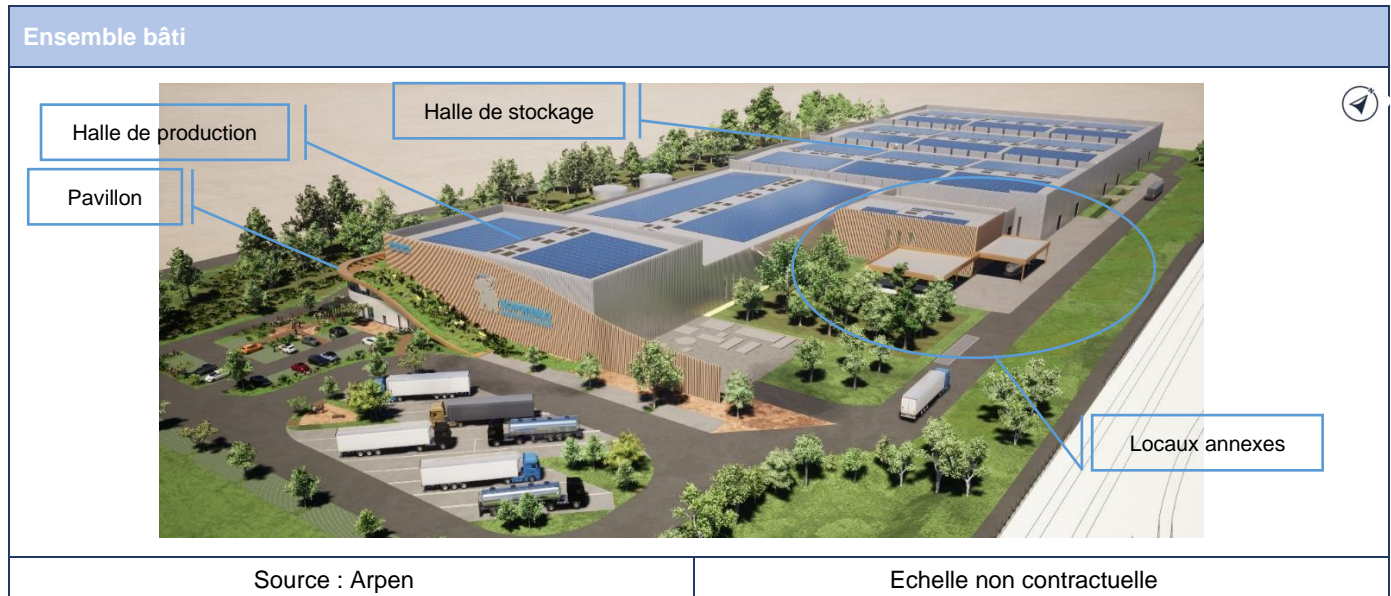 Ensemble bâti
Halle de stockage
Halle de production
Pavillon
Locaux annexes
Source : Arpen
Echelle non contractuelle